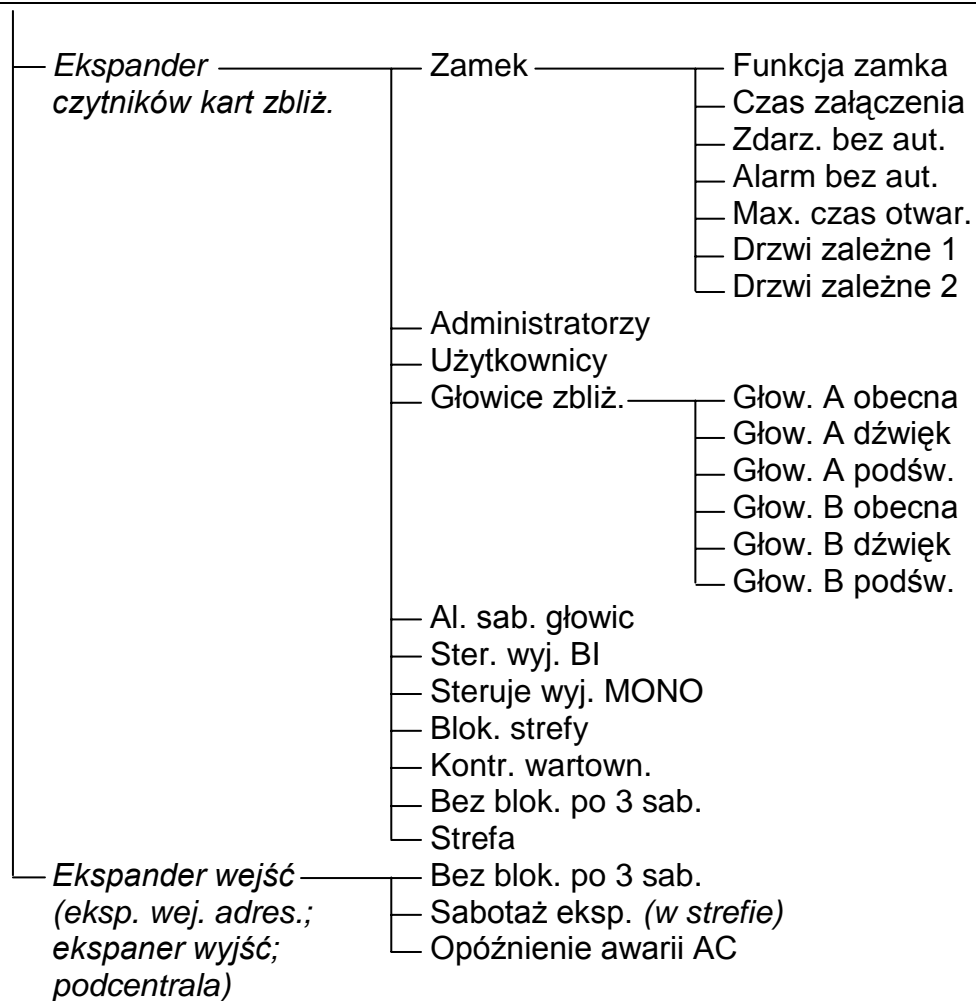 Ekspander
czytników kart zbliż.
Zamek
Funkcja zamka
Czas załączenia
Zdarz. bez aut.
Alarm bez aut.
Max. czas otwar.
Drzwi zależne 1
Drzwi zależne 2
Administratorzy
Użytkownicy
Głowice zbliż.
Głow. A obecna
Głow. A dźwięk
Głow. A podśw.
Głow. B obecna
Głow. B dźwięk
Głow. B podśw.
Al. sab. głowic
Ster. wyj. BI
Steruje wyj. MONO
Blok. strefy
Kontr. wartown.
Bez blok. po 3 sab.
Strefa
Ekspander wejść
(eksp. wej. adres.;
ekspaner wyjść;
podcentrala)
Bez blok. po 3 sab.
Sabotaż eksp. (w strefie)
Opóźnienie awarii AC